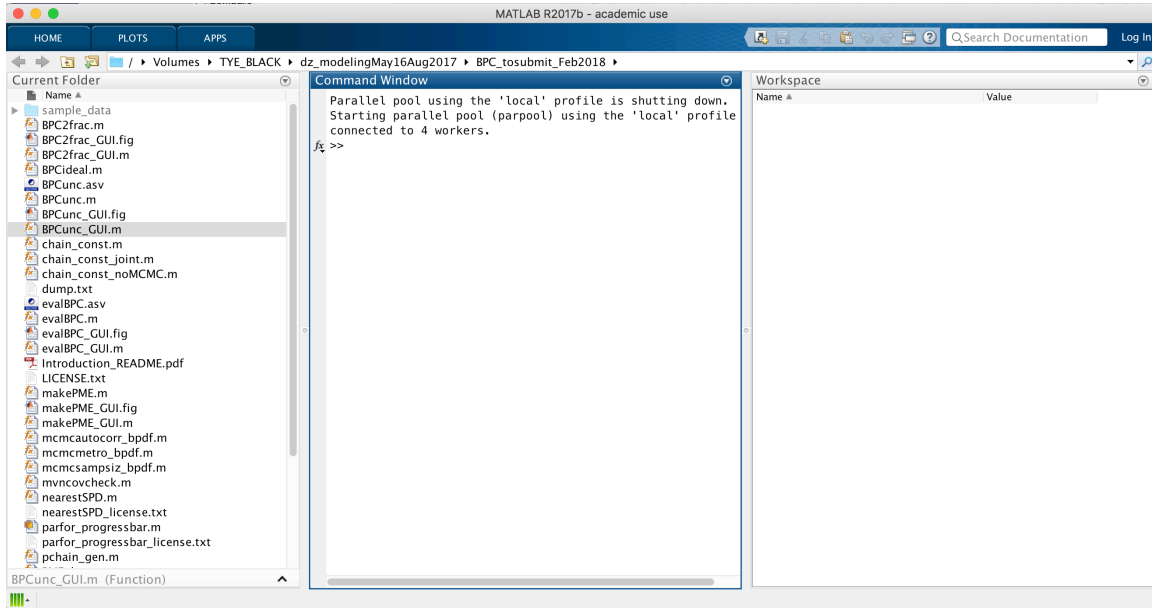 MATLAB R2017b - academic use
HOME PLOTS APPS
Search Documentation
Log In
/ Volumes TYE_BLACK dz_modelingMay16Aug2017 BPC_tosubmit_Feb2018
Current Folder
Name
sample_data
BPC2frac.m
BPC2frac_GUI.fig
BPC2frac_GUI.m
BPCideal.m
BPCunc.asv
BPCunc.m
BPCunc_GUI.fig
BPCunc_GUI.m
chain_const.m
chain_const_joint.m
chain_const_noMCMC.m
dump.txt
evalBPC.asv
evalBPC.m
evalBPC_GUI.fig
evalBPC_GUI.m
Introduction_README.pdf
LICENSE.txt
makePME.m
makePME_GUI.fig
makePME_GUI.m
mcmcautocorr_bpdf.m
mcmcmetro_bpdf.m
mcmcsampsiz_bpdf.m
mvncovcheck.m
nearestSPD.m
nearestSPD_license.txt
parfor_progressbar.m
parfor_progressbar_license.txt
pchain_gen.m
BPCunc_GUI.m (Function)
Command Window
Parallel pool using the 'local' profile is shutting down.
Starting parallel pool (parpool) using the 'local' profile
connected to 4 workers.
fx >>
Workspace
Name Value